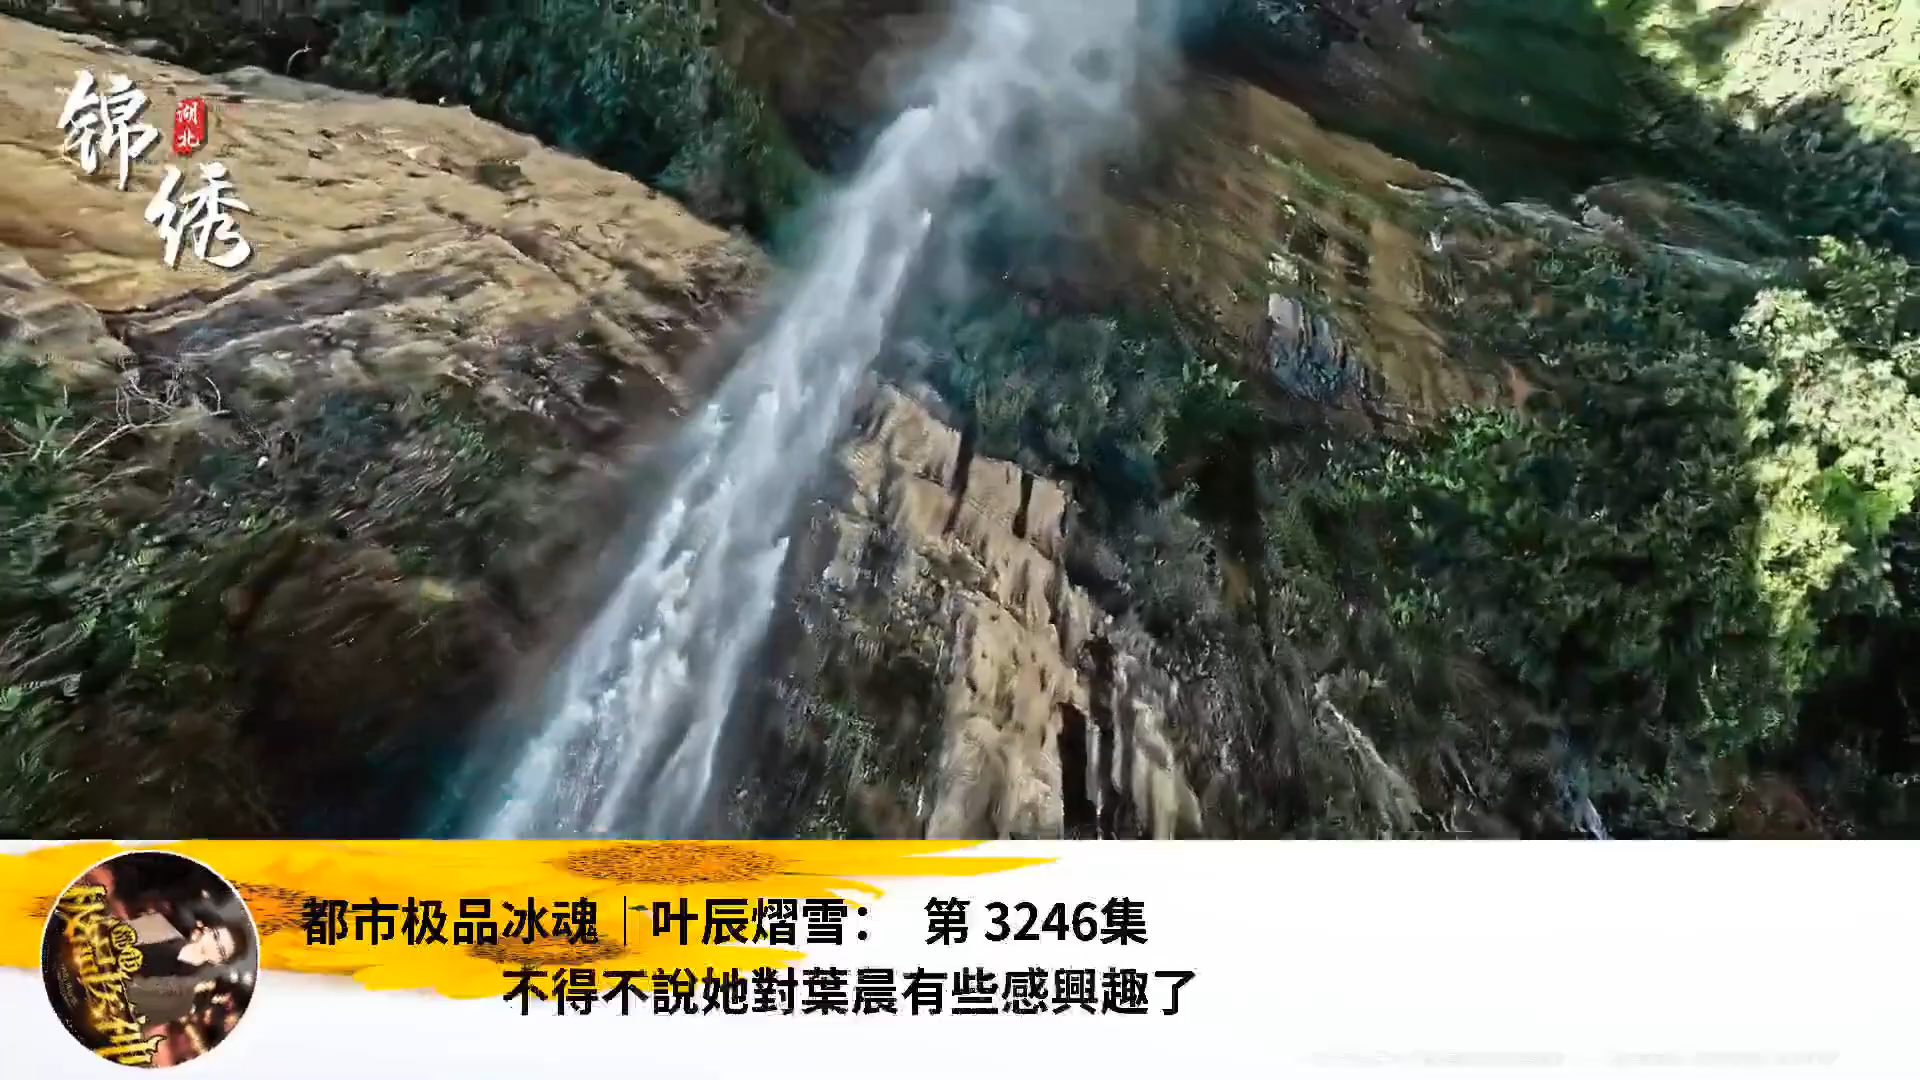 锦绣
湖北
都市极品冰魂｜叶辰熠雪： 第 3246集
不得不說她對葉晨有些感興趣了